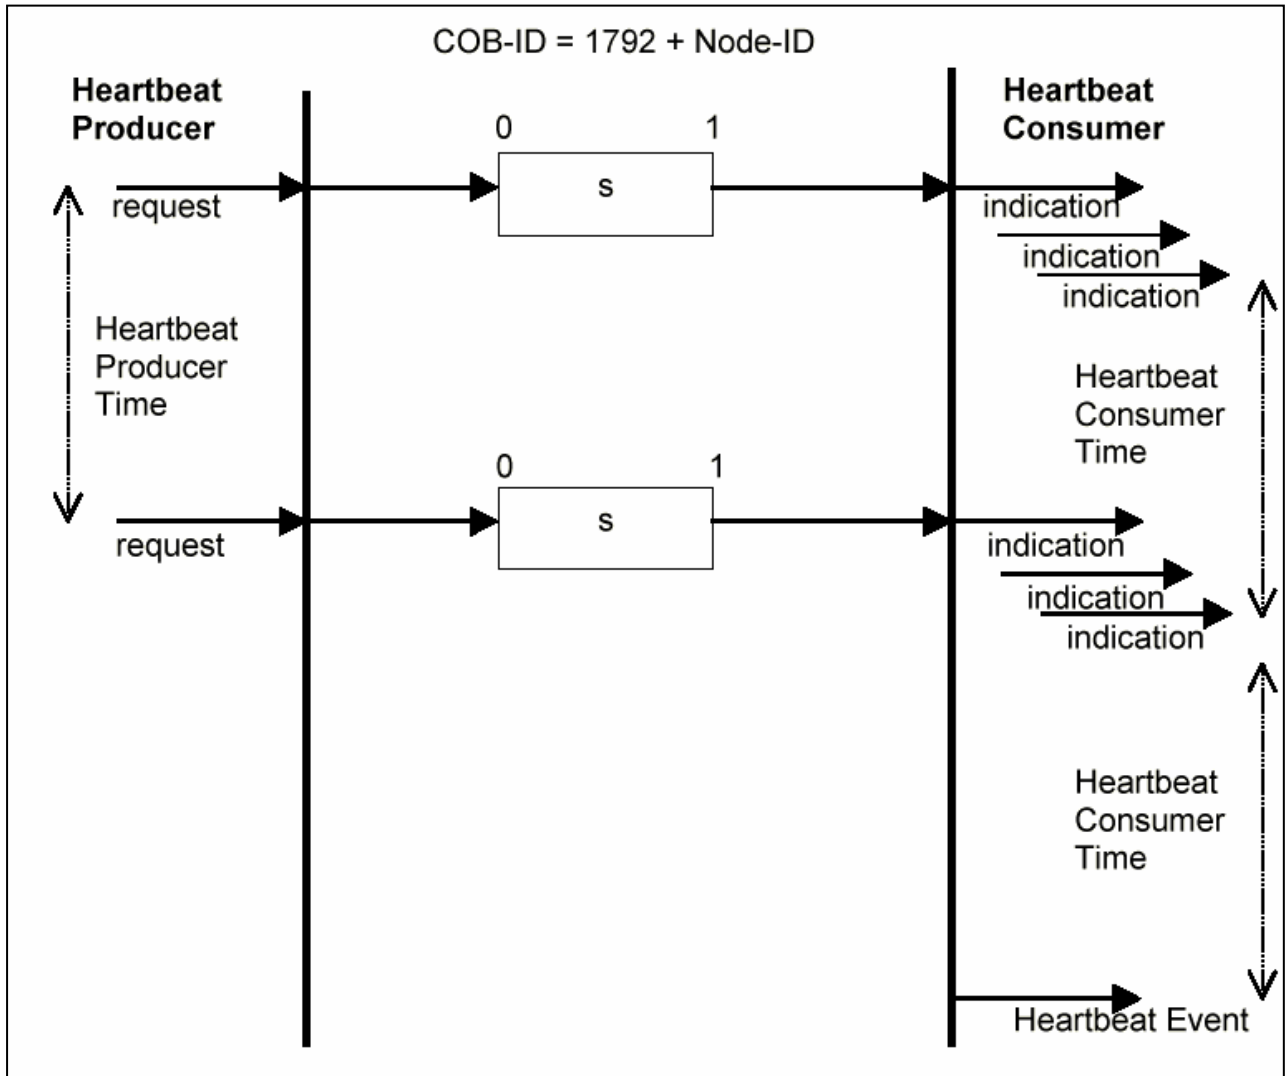 COB-ID = 1792 + Node-ID
Heartbeat
Producer
Heartbeat
Consumer
0
1
s
request
indication
indication
indication
Heartbeat
Producer
Time
Heartbeat
Consumer
Time
0
1
s
request
indication
indication
indication
Heartbeat
Consumer
Time
Heartbeat Event